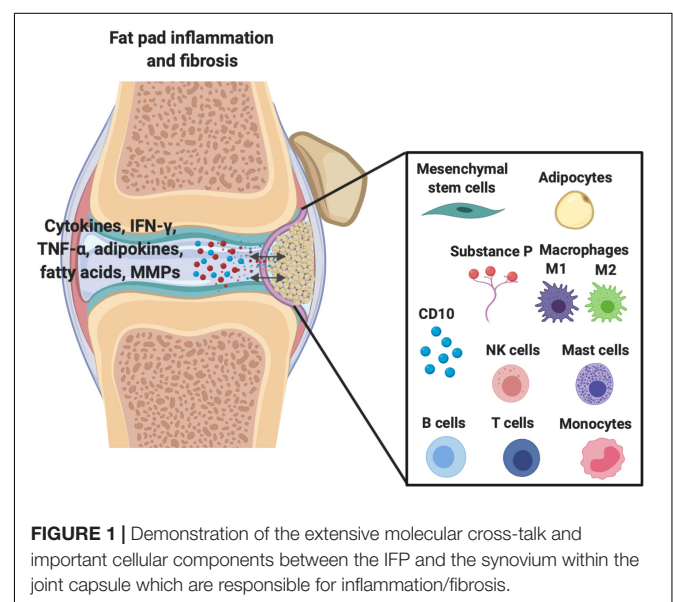 Fat pad inflammation
and fibrosis
Cytokines, IFN-γ,
TNF-α, adipokines,
fatty acids, MMPs
Mesenchymal
stem cells
Adipocytes
Substance P
Macrophages
M1
M2
CD10
NK cells
Mast cells
B cells
T cells
Monocytes
FIGURE 1 | Demonstration of the extensive molecular cross-talk and
important cellular components between the IFP and the synovium within the
joint capsule which are responsible for inflammation/fibrosis.